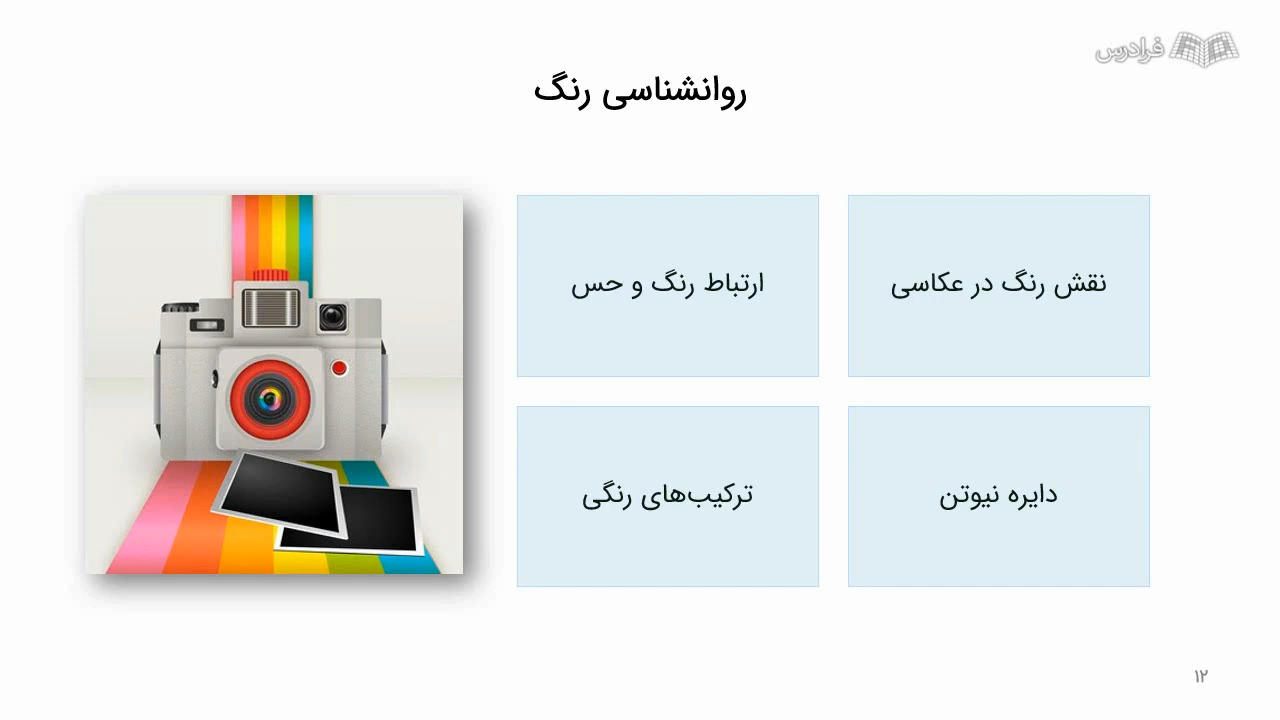 فرادرس
روانشناسی رنگ
نقش رنگ در عکاسی
ارتباط رنگ و حس
دایره نیوتن
ترکیب‌های رنگی
۱۲